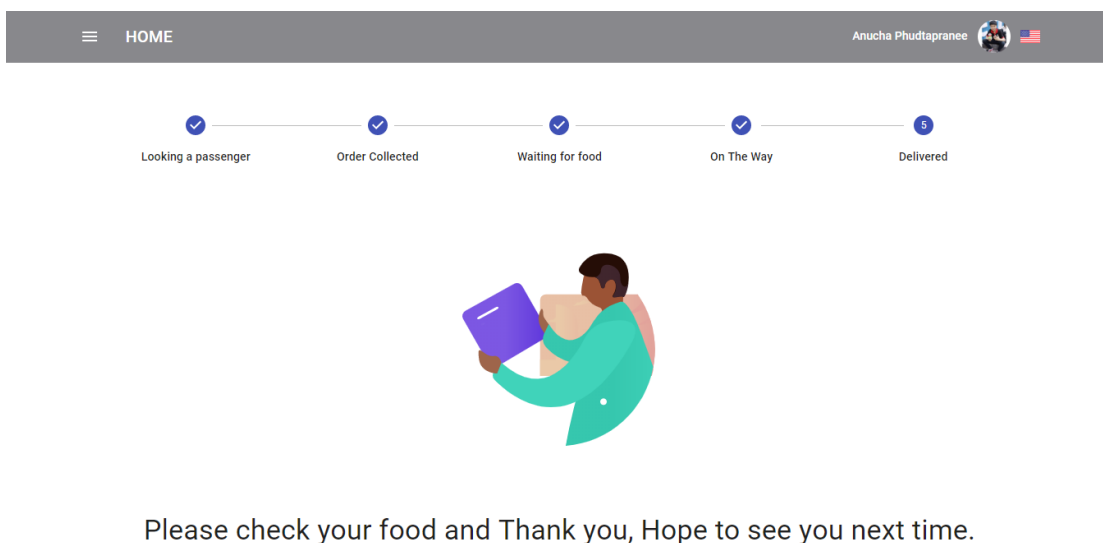 HOME
Anucha Phudtapranee
5
Looking a passenger
Order Collected
Waiting for food
On The Way
Delivered
Please check your food and Thank you, Hope to see you next time.